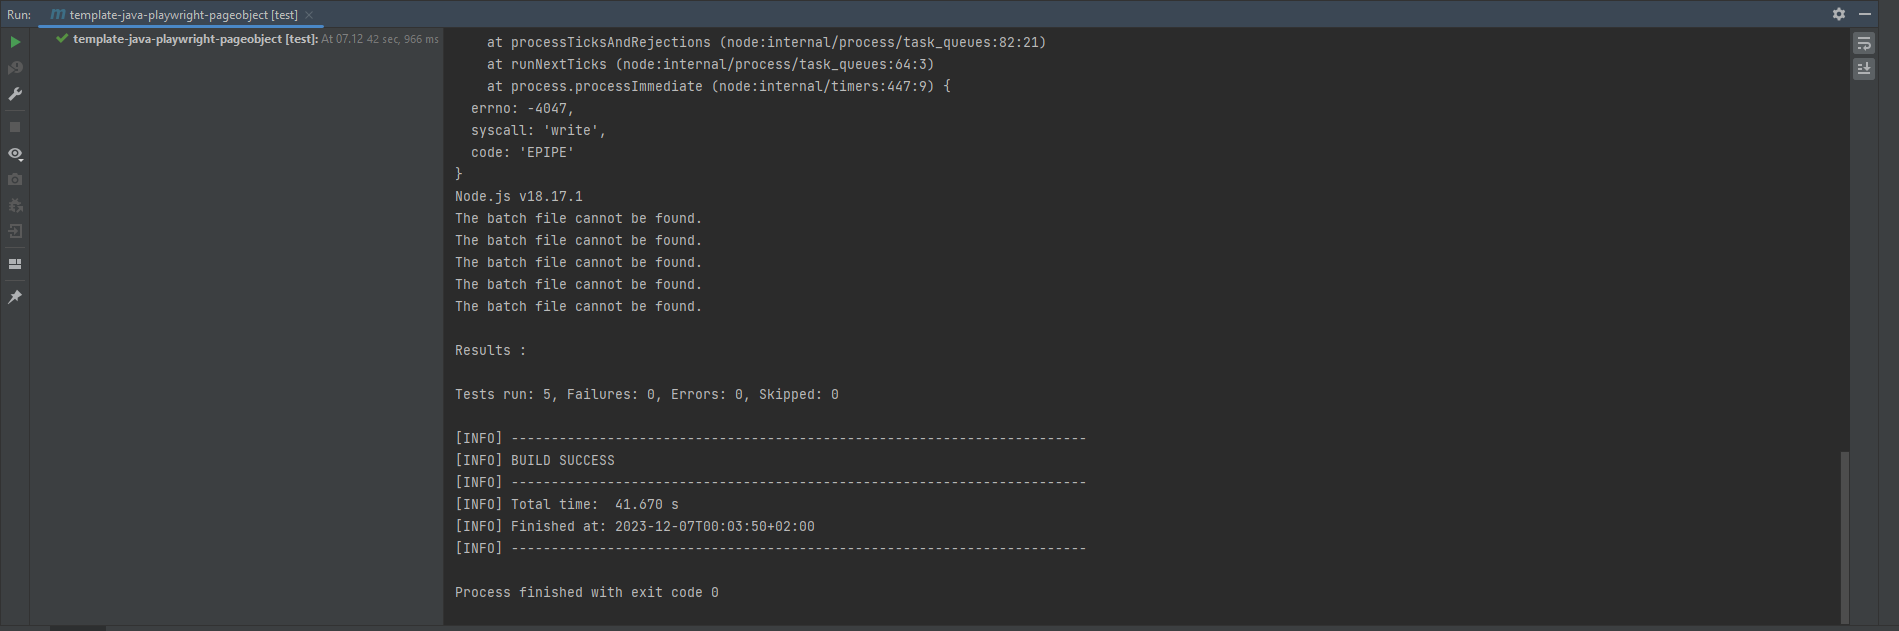 Run: template-java-playwright-pageobject [test]
template-java-playwright-pageobject [test]: At 07.12 42 sec, 966 ms
at processTicksAndRejections (node:internal/process/task_queues:82:21)
at runNextTicks (node:internal/process/task_queues:64:3)
at process.processImmediate (node:internal/timers:447:9) {
errno: -4047,
syscall: 'write',
code: 'EPIPE'
}
Node.js v18.17.1
The batch file cannot be found.
The batch file cannot be found.
The batch file cannot be found.
The batch file cannot be found.
The batch file cannot be found.
Results :
Tests run: 5, Failures: 0, Errors: 0, Skipped: 0
[INFO] ------------------------------------------------------------------------
[INFO] BUILD SUCCESS
[INFO] ------------------------------------------------------------------------
[INFO] Total time:  41.670 s
[INFO] Finished at: 2023-12-07T00:03:50+02:00
[INFO] ------------------------------------------------------------------------
Process finished with exit code 0